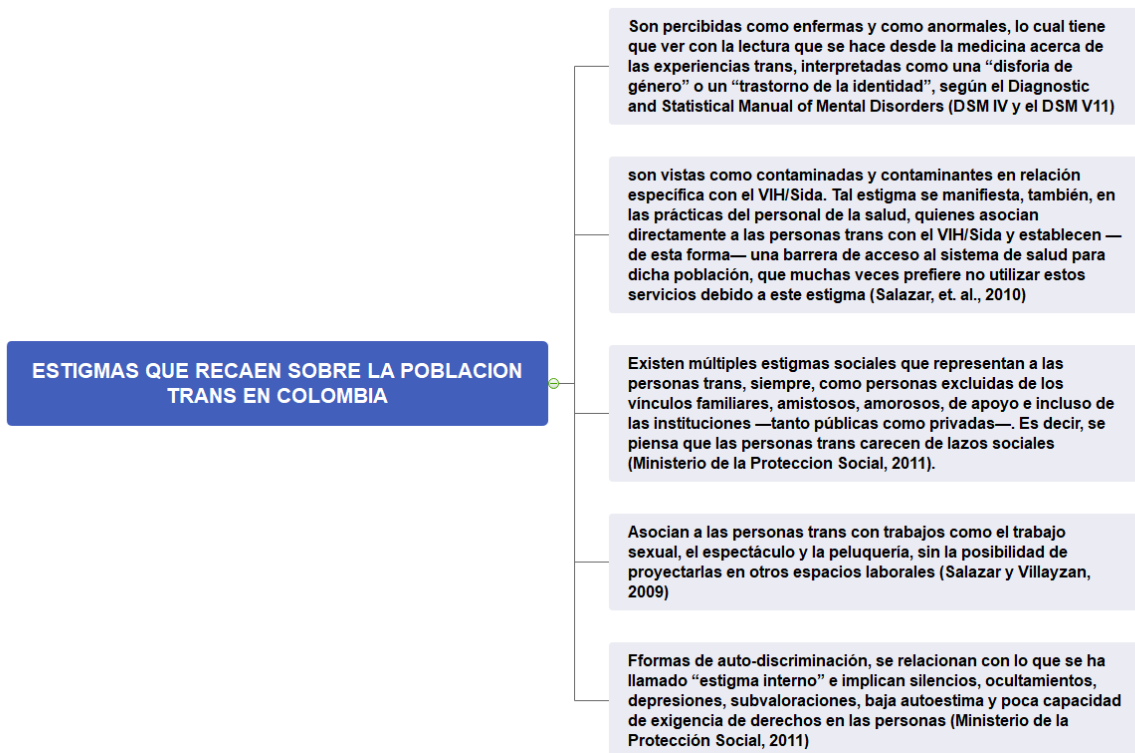 Son percibidas como enfermas y como anormales, lo cual tiene
que ver con la lectura que se hace desde la medicina acerca de
las experiencias trans, interpretadas como una “disforia de
género” o un “trastorno de la identidad”, según el Diagnostic
and Statistical Manual of Mental Disorders (DSM IV y el DSM V11)
son vistas como contaminadas y contaminantes en relación
específica con el VIH/Sida. Tal estigma se manifiesta, también, en
las prácticas del personal de la salud, quienes asocian
directamente a las personas trans con el VIH/Sida y establecen —
de esta forma— una barrera de acceso al sistema de salud para
dicha población, que muchas veces prefiere no utilizar estos
servicios debido a este estigma (Salazar, et. al., 2010)
ESTIGMAS QUE RECAEN SOBRE LA POBLACION
TRANS EN COLOMBIA
Existen múltiples estigmas sociales que representan a las
personas trans, siempre, como personas excluidas de los
vínculos familiares, amistosos, amorosos, de apoyo e incluso de
las instituciones —tanto públicas como privadas—. Es decir, se
piensa que las personas trans carecen de lazos sociales
(Ministerio de la Proteccion Social, 2011).
Asocian a las personas trans con trabajos como el trabajo
sexual, el espectáculo y la peluquería, sin la posibilidad de
proyectarlas en otros espacios laborales (Salazar y Villayzan,
2009)
Fformas de auto-discriminación, se relacionan con lo que se ha
llamado “estigma interno” e implican silencios, ocultamientos,
depresiones, subvaloraciones, baja autoestima y poca capacidad
de exigencia de derechos en las personas (Ministerio de la
Protección Social, 2011)